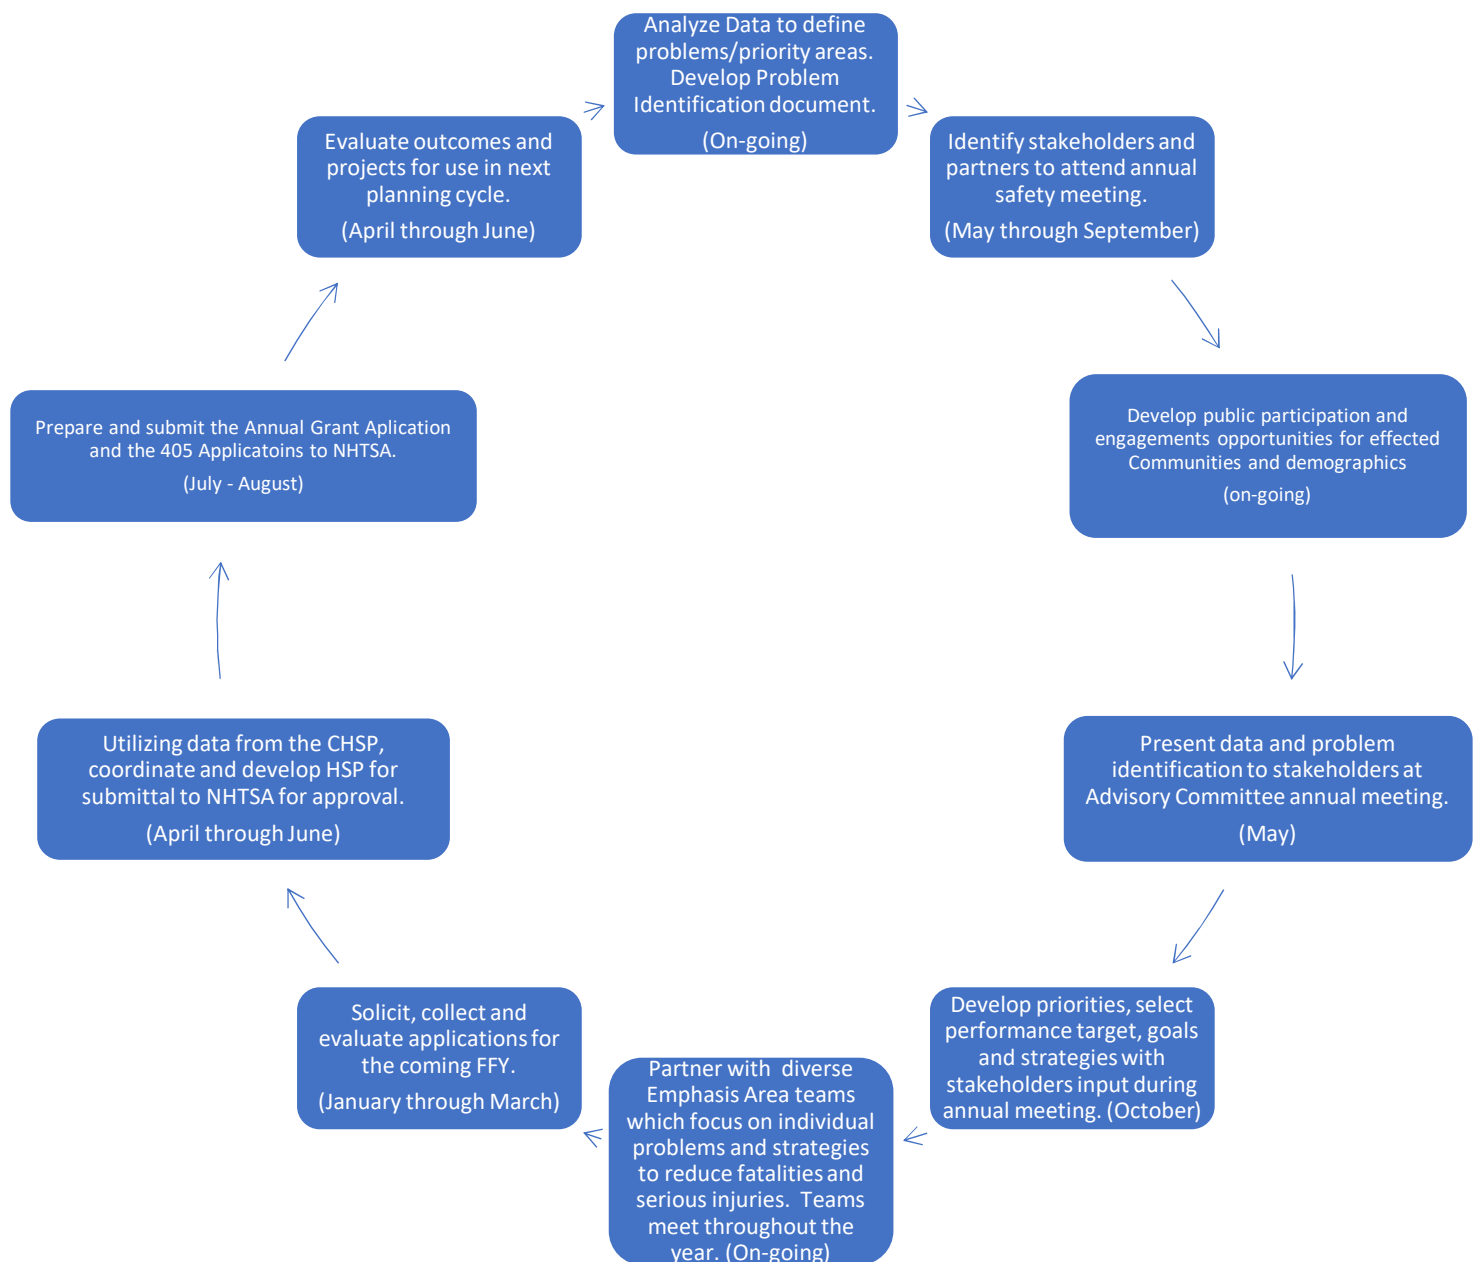 Analyze Data to define
problems/priority areas.
Develop Problem
Identification document.
(On-going)
Identify stakeholders and
partners to attend annual
safety meeting.
(May through September)
Develop public participation and
engagements opportunities for effected
Communities and demographics
(on-going)
Present data and problem
identification to stakeholders at
Advisory Committee annual meeting.
(May)
Develop priorities, select
performance target, goals
and strategies with
stakeholders input during
annual meeting. (October)
Partner with diverse
Emphasis Area teams
which focus on individual
problems and strategies
to reduce fatalities and
serious injuries. Teams
meet throughout the
year. (On-going)
Solicit, collect and
evaluate applications for
the coming FFY.
(January through March)
Utilizing data from the CHSP,
coordinate and develop HSP for
submittal to NHTSA for approval.
(April through June)
Prepare and submit the Annual Grant Aplication
and the 405 Applicatoins to NHTSA.
(July - August)
Evaluate outcomes and
projects for use in next
planning cycle.
(April through June)